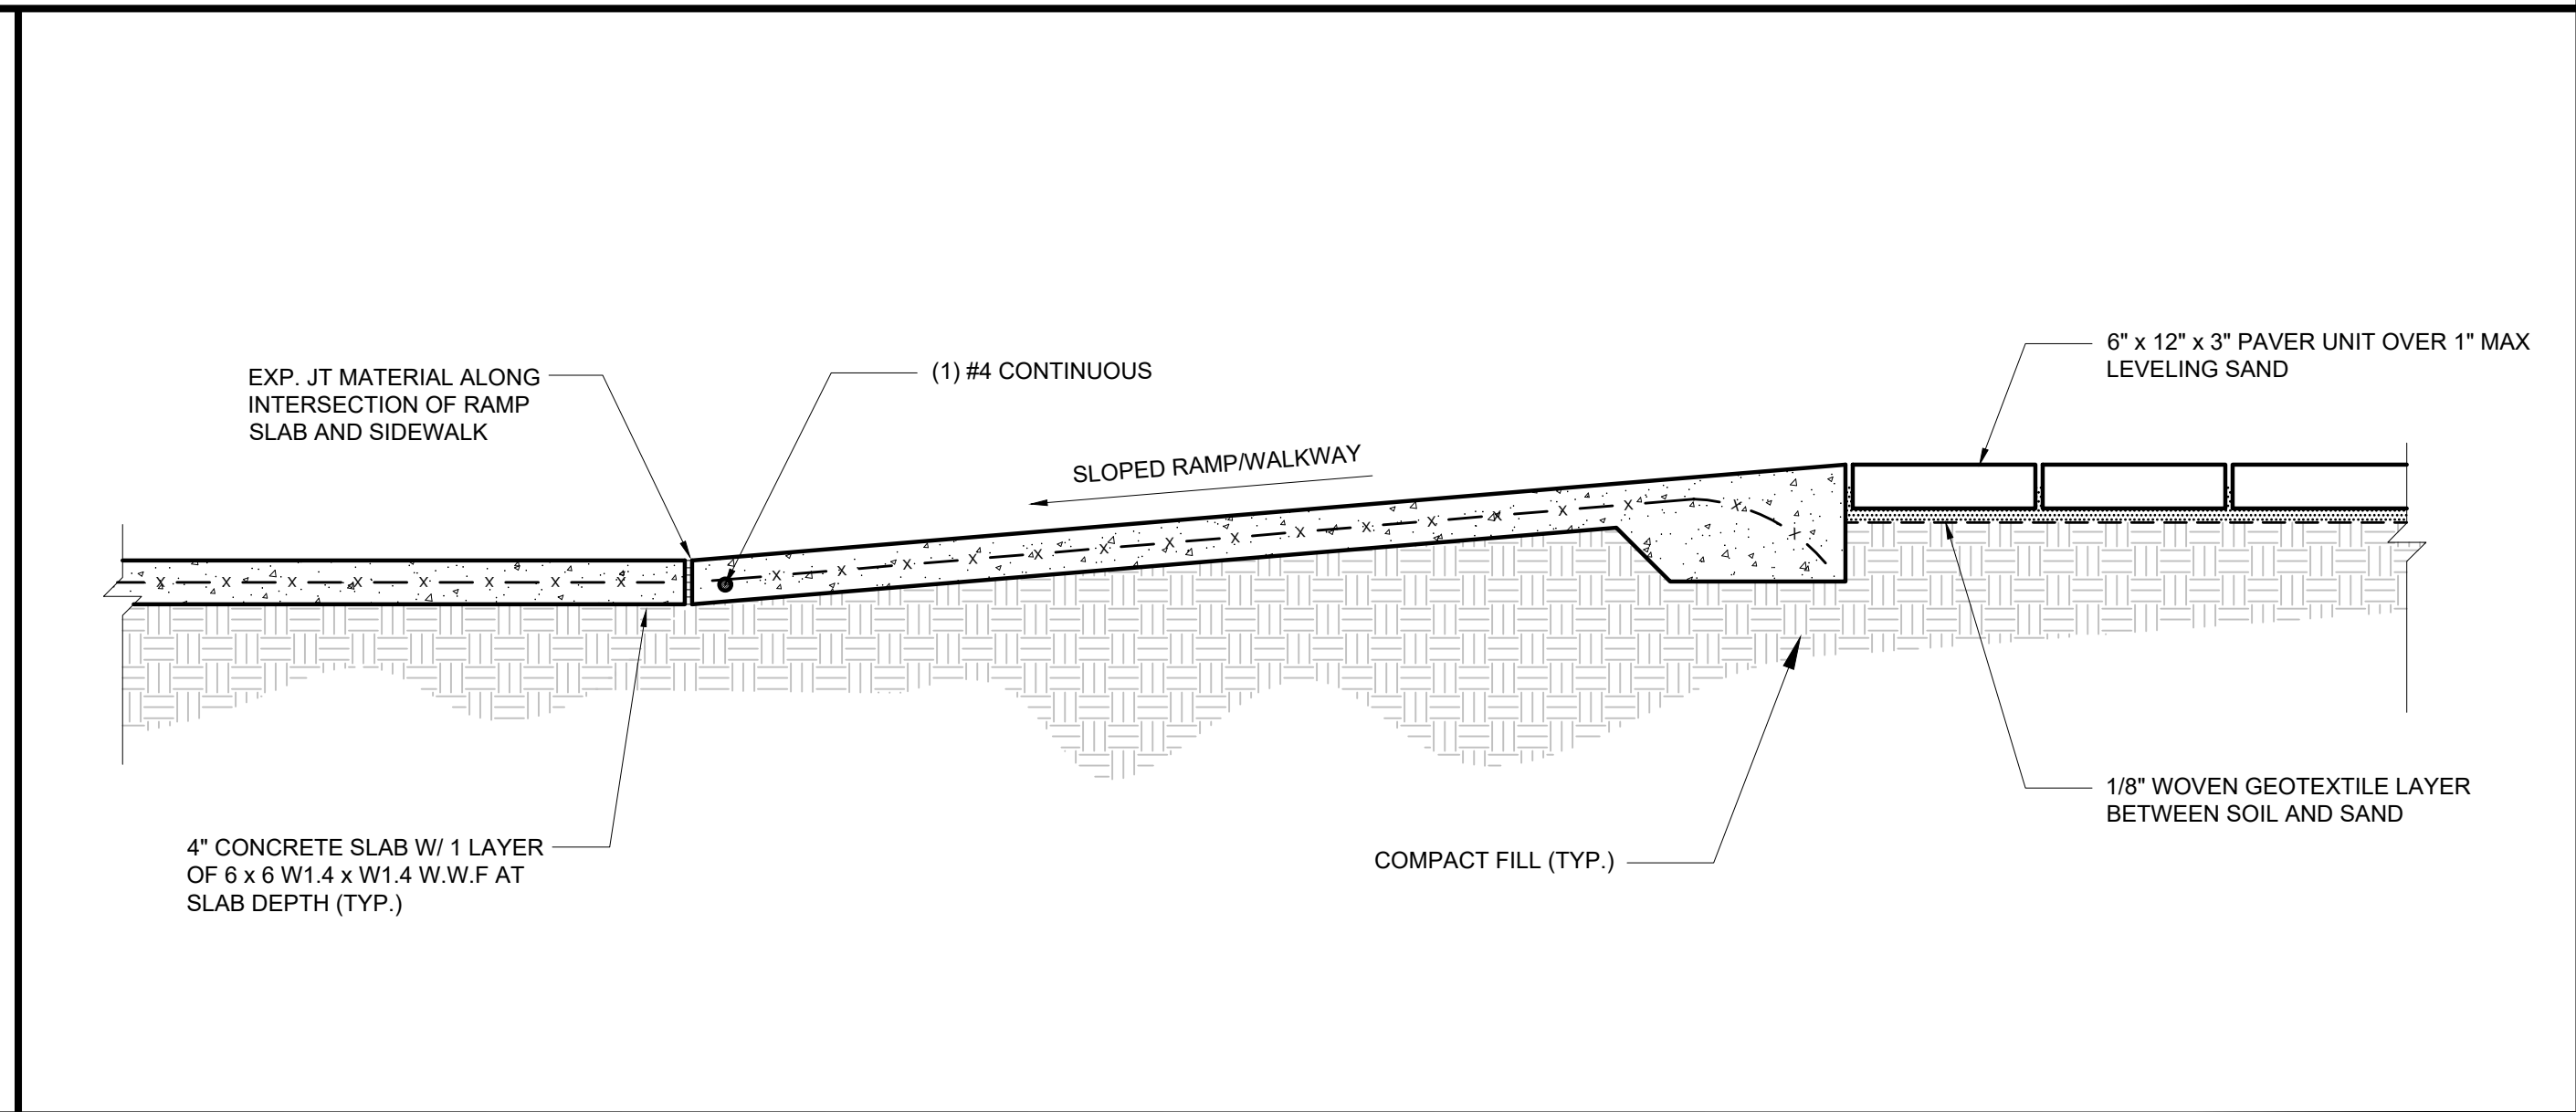 EXP. JT MATERIAL ALONG
INTERSECTION OF RAMP
SLAB AND SIDEWALK
(1) #4 CONTINUOUS
SLOPED RAMP/WALKWAY
6" x 12" x 3" PAVER UNIT OVER 1" MAX
LEVELING SAND
4" CONCRETE SLAB W/ 1 LAYER
OF 6 x 6 W1.4 x W1.4 W.W.F AT
SLAB DEPTH (TYP.)
COMPACT FILL (TYP.)
1/8" WOVEN GEOTEXTILE LAYER
BETWEEN SOIL AND SAND